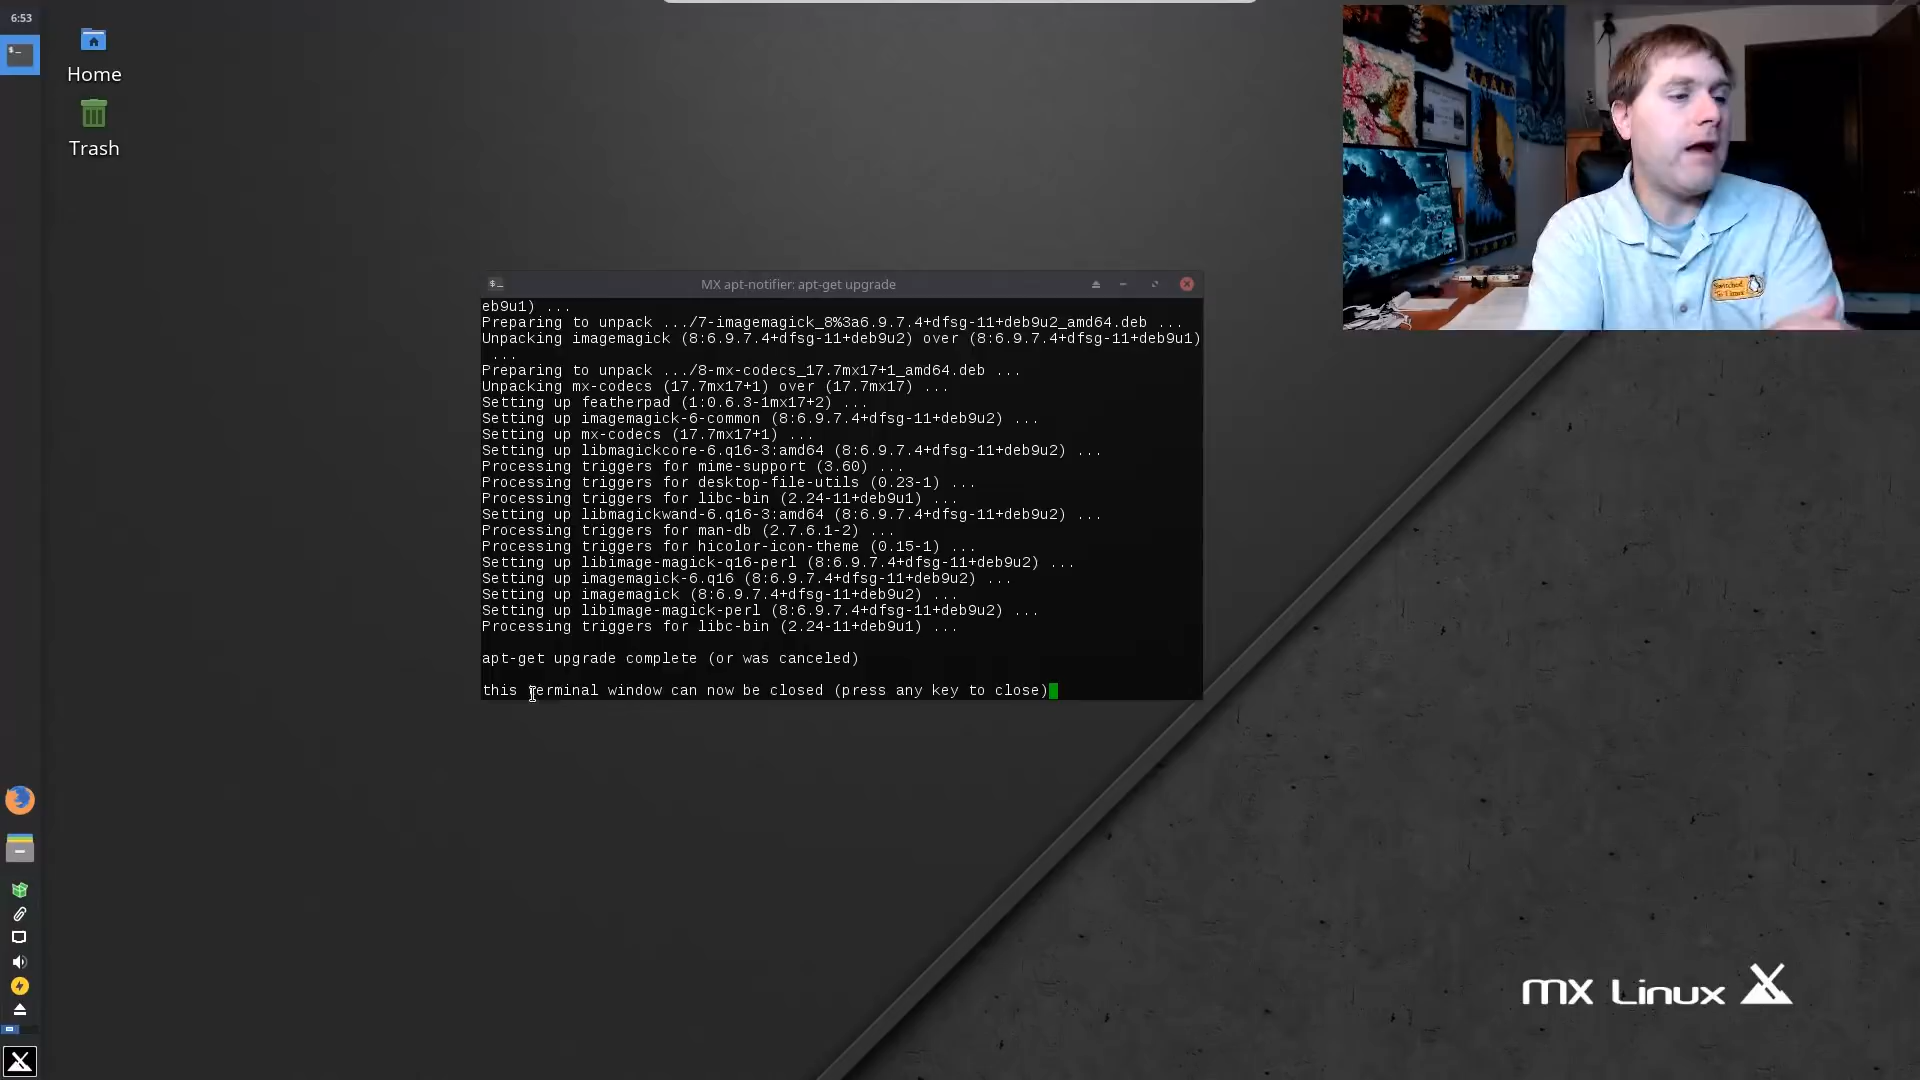 6:53
Home
Trash
MX apt-notifier: apt-get upgrade
eb9u1) ...
Preparing to unpack .../7-imagemagick_8%3a6.9.7.4+dfsg-11+deb9u2_amd64.deb ...
Unpacking imagemagick (8:6.9.7.4+dfsg-11+deb9u2) over (8:6.9.7.4+dfsg-11+deb9u1)
...
Preparing to unpack .../8-mx-codecs_17.7mx17+1_amd64.deb ...
Unpacking mx-codecs (17.7mx17+1) over (17.7mx17) ...
Setting up featherpad (1:0.6.3-1mx17+2) ...
Setting up imagemagick-6-common (8:6.9.7.4+dfsg-11+deb9u2) ...
Setting up mx-codecs (17.7mx17+1) ...
Setting up libmagickcore-6.q16-3:amd64 (8:6.9.7.4+dfsg-11+deb9u2) ...
Processing triggers for mime-support (3.60) ...
Processing triggers for desktop-file-utils (0.23-1) ...
Processing triggers for libc-bin (2.24-11+deb9u1) ...
Setting up libmagickwand-6.q16-3:amd64 (8:6.9.7.4+dfsg-11+deb9u2) ...
Processing triggers for man-db (2.7.6.1-2) ...
Processing triggers for hicolor-icon-theme (0.15-1) ...
Setting up libimage-magick-q16-perl (8:6.9.7.4+dfsg-11+deb9u2) ...
Setting up imagemagick-6.q16 (8:6.9.7.4+dfsg-11+deb9u2) ...
Setting up imagemagick (8:6.9.7.4+dfsg-11+deb9u2) ...
Setting up libimage-magick-perl (8:6.9.7.4+dfsg-11+deb9u2) ...
Processing triggers for libc-bin (2.24-11+deb9u1) ...
apt-get upgrade complete (or was canceled)
this terminal window can now be closed (press any key to close)
Switched
To Linux
MX Linux